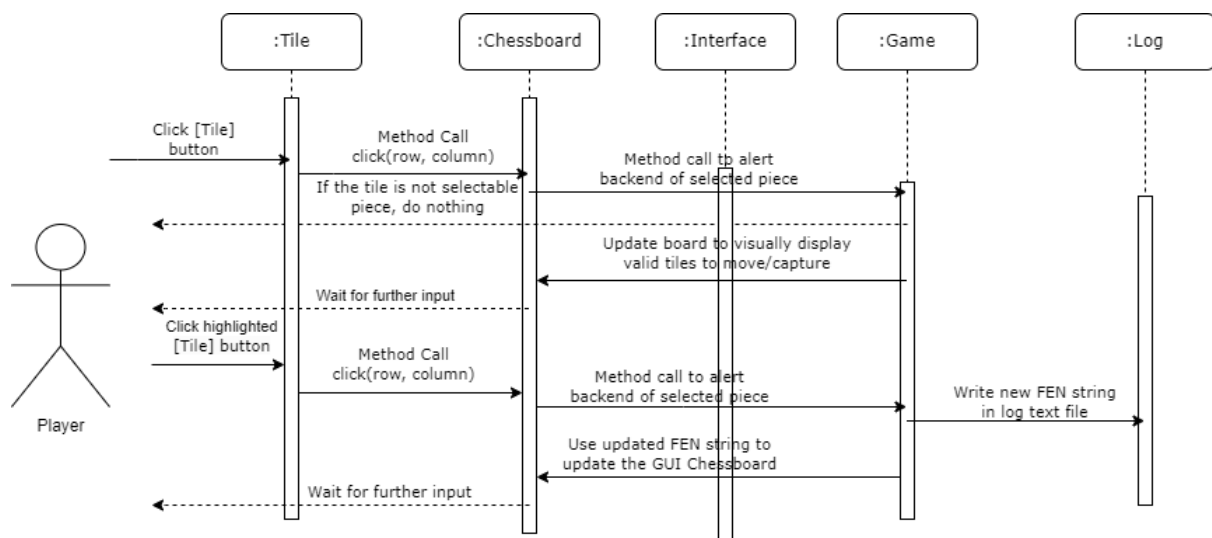 :Tile
:Chessboard
:Interface
:Game
:Log
Click [Tile]
button
Method Call
click(row, column)
Method call to alert
backend of selected piece
If the tile is not selectable
piece, do nothing
Update board to visually display
valid tiles to move/capture
Wait for further input
Click highlighted
[Tile] button
Method Call
click(row, column)
Method call to alert
backend of selected piece
Write new FEN string
in log text file
Player
Use updated FEN string to
update the GUI Chessboard
Wait for further input